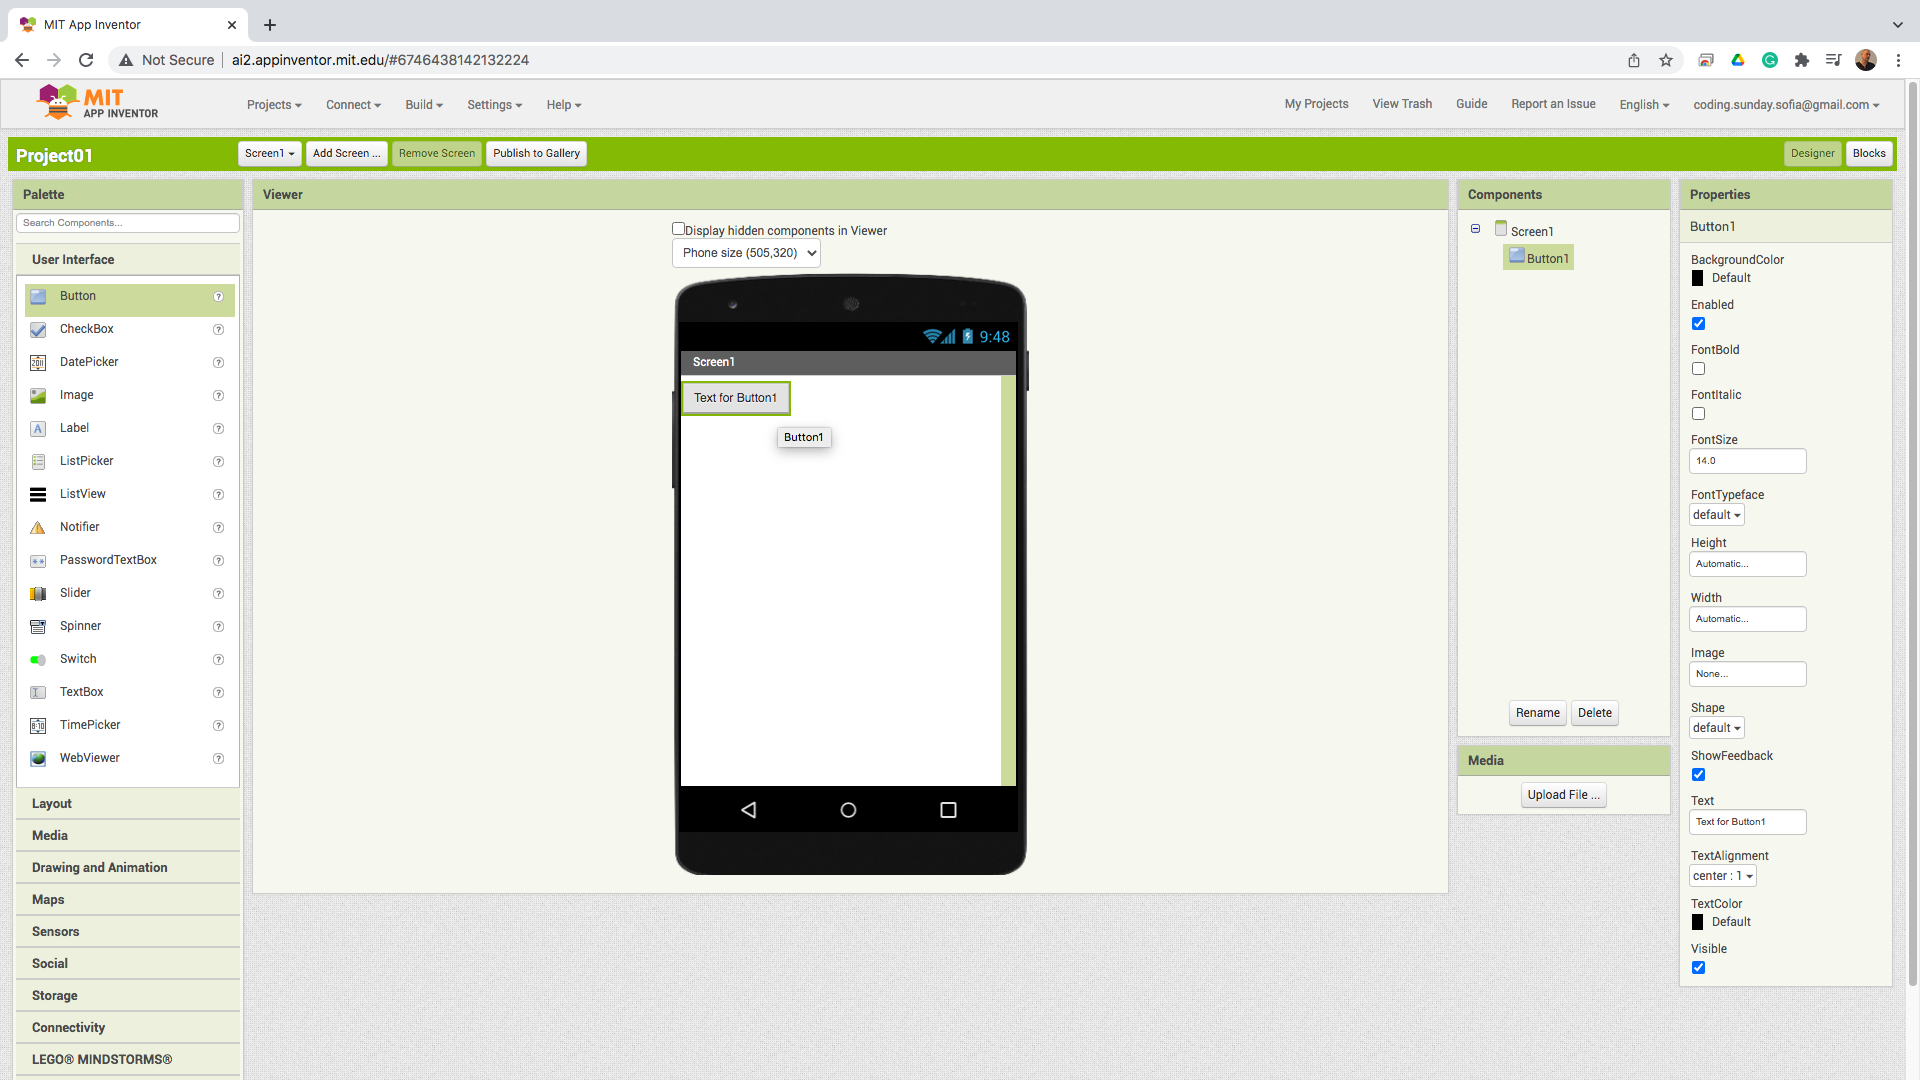 MIT App Inventor
Not Secure
ai2.appinventor.mit.edu/#6746438142132224
MIT
APP INVENTOR
Projects
Connect
Build
Settings
Help
My Projects
View Trash
Guide
Report an Issue
English
coding.sunday.sofia@gmail.com
Project01
Screen1
Add Screen ...
Remove Screen
Publish to Gallery
Designer
Blocks
Palette
Search Components...
User Interface
Button
CheckBox
DatePicker
Image
Label
ListPicker
ListView
Notifier
PasswordTextBox
Slider
Spinner
Switch
TextBox
TimePicker
WebViewer
Layout
Media
Drawing and Animation
Maps
Sensors
Social
Storage
Connectivity
LEGO® MINDSTORMS®
Viewer
Display hidden components in Viewer
Phone size (505,320)
9:48
Screen1
Text for Button1
Button1
Components
Screen1
Button1
Rename
Delete
Media
Upload File ...
Properties
Button1
BackgroundColor
Default
Enabled
FontBold
FontItalic
FontSize
14.0
FontTypeface
default
Height
Automatic...
Width
Automatic...
Image
None...
Shape
default
ShowFeedback
Text
Text for Button1
TextAlignment
center : 1
TextColor
Default
Visible